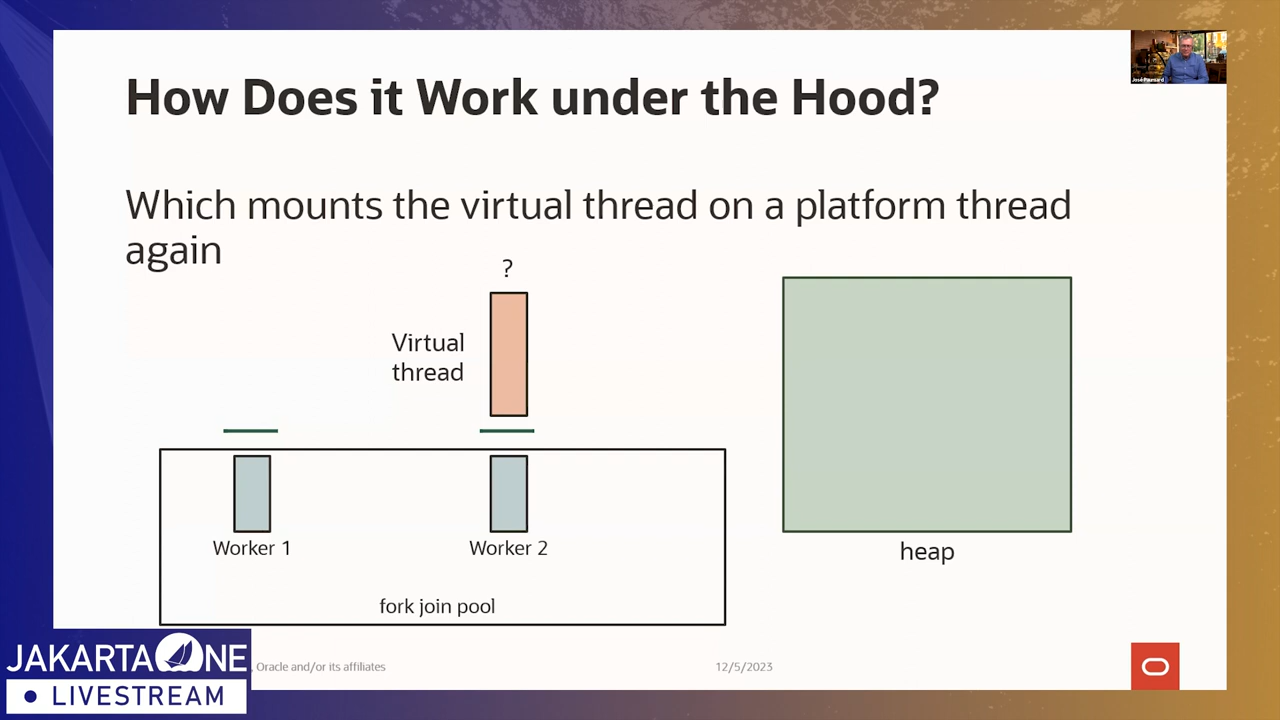 How Does it Work under the Hood?
Which mounts the virtual thread on a platform thread
again
?
Virtual
thread
Worker 1
Worker 2
fork join pool
heap
Oracle and/or its affiliates
12/5/2023
JAKARTA ONE
LIVESTREAM